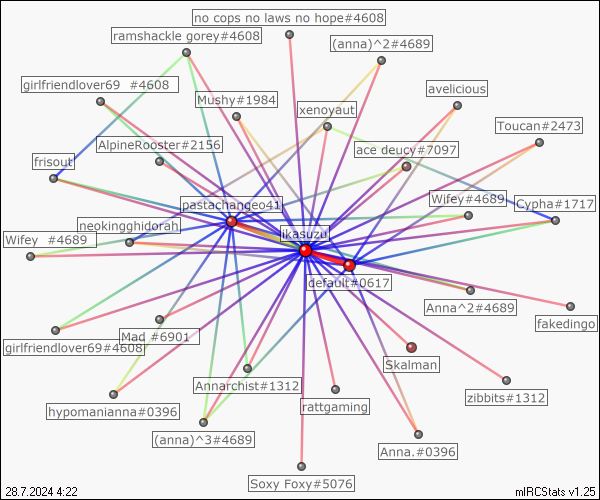 no cops no laws no hope#4608
ramshackle gorey#4608
(anna)^2#4689
girlfriendlover69 #4608
avelicious
Mushy#1984
xenoyaut
Toucan#2473
AlpineRooster#2156
ace deucy#7097
frisout
pastachangeo41
Wifey#4689
Cypha#1717
neokingghidorah
ikasuzu
Wifey #4689
default#0617
Anna^2#4689
fakedingo
Mad #6901
girlfriendlover69#4608
Skalman
Annarchist#1312
zibbits#1312
hypomanianna#0396
rattgaming
(anna)^3#4689
Anna.#0396
Soxy Foxy#5076
28.7.2024 4:22
mIRCStats v1.25